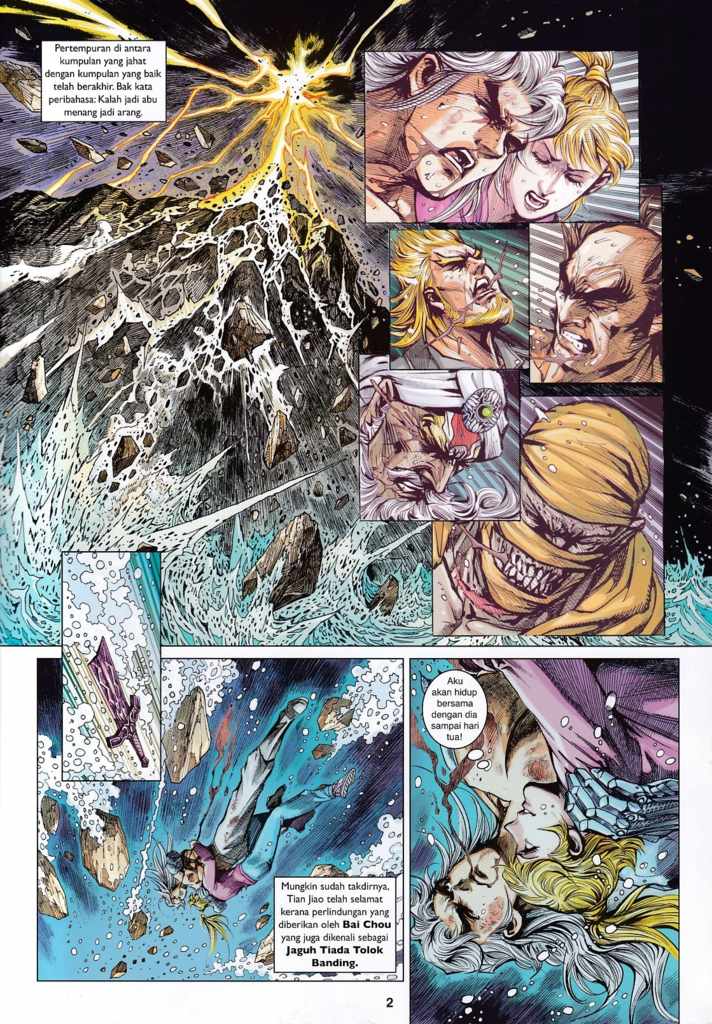 Pertempuran di antara
kumpulan yang jahat
dengan kumpulan yang baik
telah berakhir. Bak kata
peribahasa: Kalah jadi abu
menang jadi arang.
Aku
akan hidup
bersama
dengan dia
sampai hari
tua!
Mungkin sudah takdirnya,
Tian Jiao telah selamat
kerana perlindungan yang
diberikan oleh Bai Chou
yang juga dikenali sebagai
Jaguh Tiada Tolok
Banding.
2